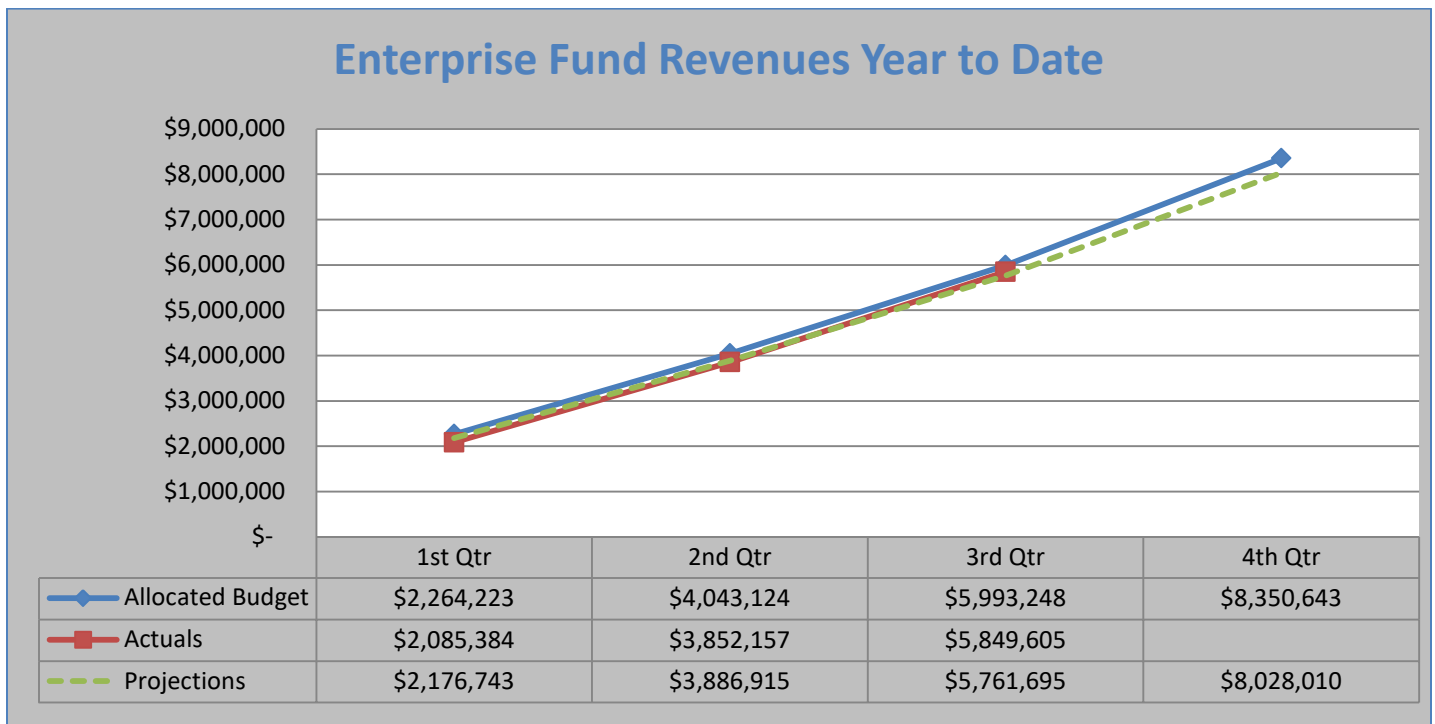 Enterprise Fund Revenues Year to Date
$9,000,000
$8,000,000
$7,000,000
$6,000,000
$5,000,000
$4,000,000
$3,000,000
$2,000,000
$1,000,000
$-
1st Qtr 2nd Qtr 3rd Qtr 4th Qtr
Allocated Budget $2,264,223 $4,043,124 $5,993,248 $8,350,643
Actuals $2,085,384 $3,852,157 $5,849,605
Projections $2,176,743 $3,886,915 $5,761,695 $8,028,010